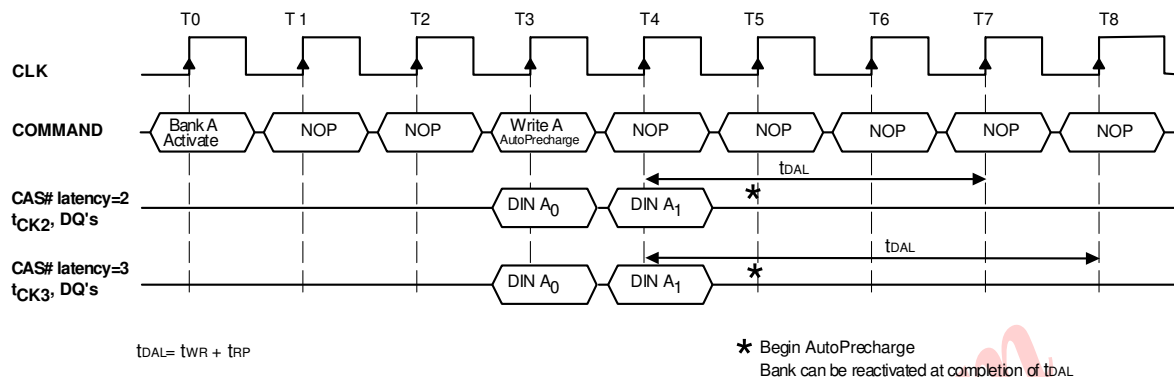 T0 T1 T2 T3 T4 T5 T6 T7 T8
CLK
COMMAND
Bank A Activate NOP NOP Write A AutoPrecharge NOP NOP NOP NOP NOP
tDAL
CAS# latency=2
tCK2, DQ's
DIN A0 DIN A1 *
tDAL
CAS# latency=3
tCK3, DQ's
DIN A0 DIN A1 *
tDAL= tWR + tRP
* Begin AutoPrecharge
Bank can be reactivated at completion of tDAL